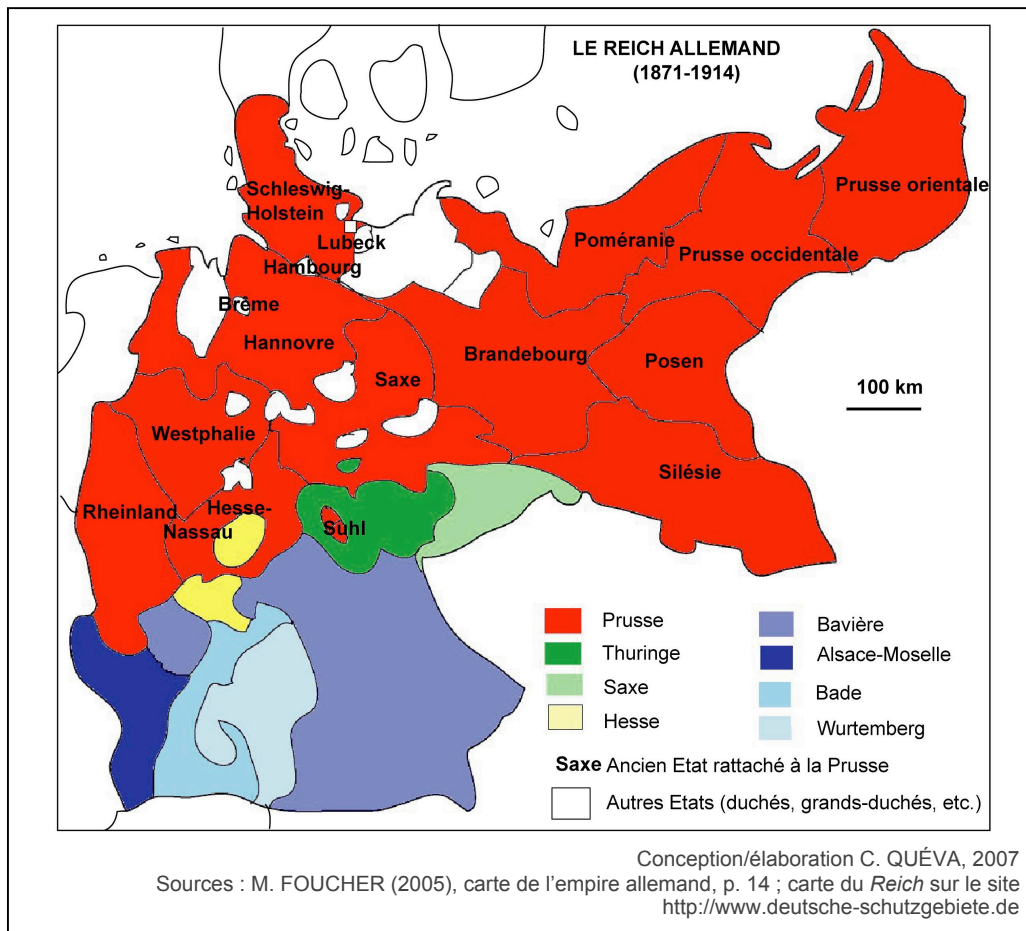 LE REICH ALLEMAND
(1871-1914)
Schleswig-
Holstein
Lubeck
Hambourg
Brême
Hannovre
Saxe
Brandebourg
Poméranie
Prusse occidentale
Prusse orientale
Posen
100 km
Westphalie
Silésie
Rheinland
Hesse-
Nassau
Suhl
Prusse
Thuringe
Saxe
Hesse
Bavière
Alsace-Moselle
Bade
Wurtemberg
Saxe Ancien Etat rattaché à la Prusse
Autres Etats (duchés, grands-duchés, etc.)
Conception/élaboration C. QUÉVA, 2007
Sources : M. FOUCHER (2005), carte de l’empire allemand, p. 14 ; carte du Reich sur le site
http://www.deutsche-schutzgebiete.de